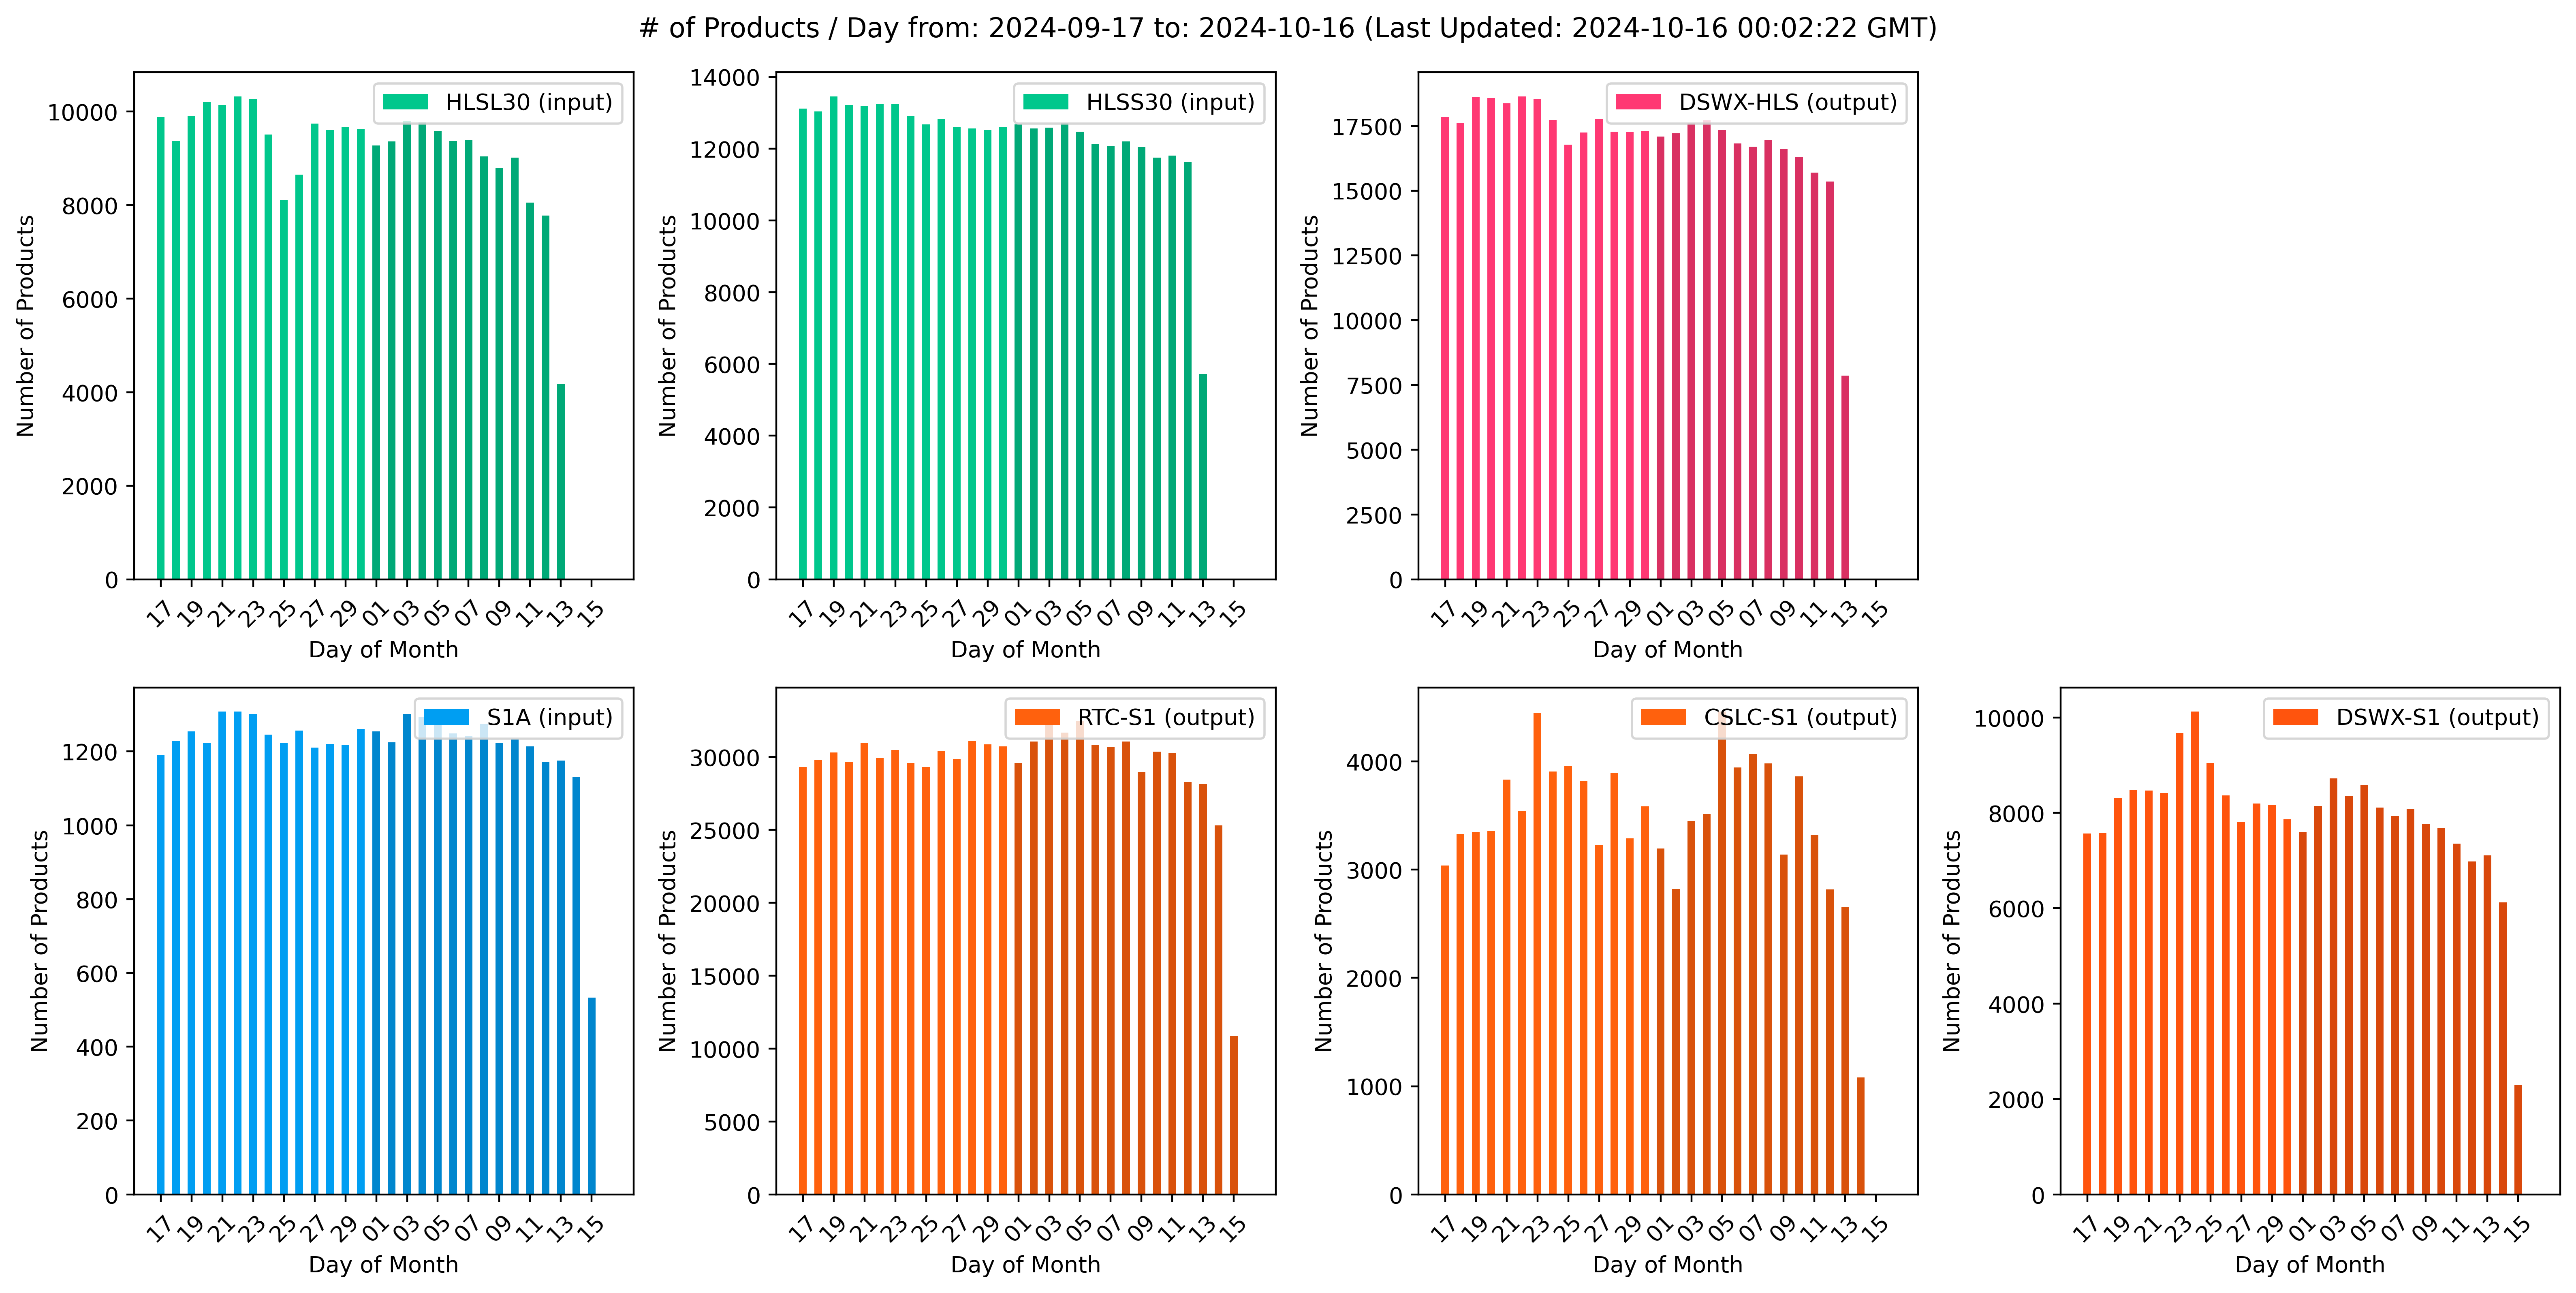 # of Products / Day from: 2024-09-17 to: 2024-10-16 (Last Updated: 2024-10-16 00:02:22 GMT)
HLSL30 (input)
Number of Products
10000
8000
6000
4000
2000
0
17 19 21 23 25 27 29 01 03 05 07 09 11 13 15
Day of Month
HLSS30 (input)
Number of Products
14000
12000
10000
8000
6000
4000
2000
0
17 19 21 23 25 27 29 01 03 05 07 09 11 13 15
Day of Month
DSWX-HLS (output)
Number of Products
17500
15000
12500
10000
7500
5000
2500
0
17 19 21 23 25 27 29 01 03 05 07 09 11 13 15
Day of Month
S1A (input)
Number of Products
1200
1000
800
600
400
200
0
17 19 21 23 25 27 29 01 03 05 07 09 11 13 15
Day of Month
RTC-S1 (output)
Number of Products
30000
25000
20000
15000
10000
5000
0
17 19 21 23 25 27 29 01 03 05 07 09 11 13 15
Day of Month
CSLC-S1 (output)
Number of Products
4000
3000
2000
1000
0
17 19 21 23 25 27 29 01 03 05 07 09 11 13 15
Day of Month
DSWX-S1 (output)
Number of Products
10000
8000
6000
4000
2000
0
17 19 21 23 25 27 29 01 03 05 07 09 11 13 15
Day of Month